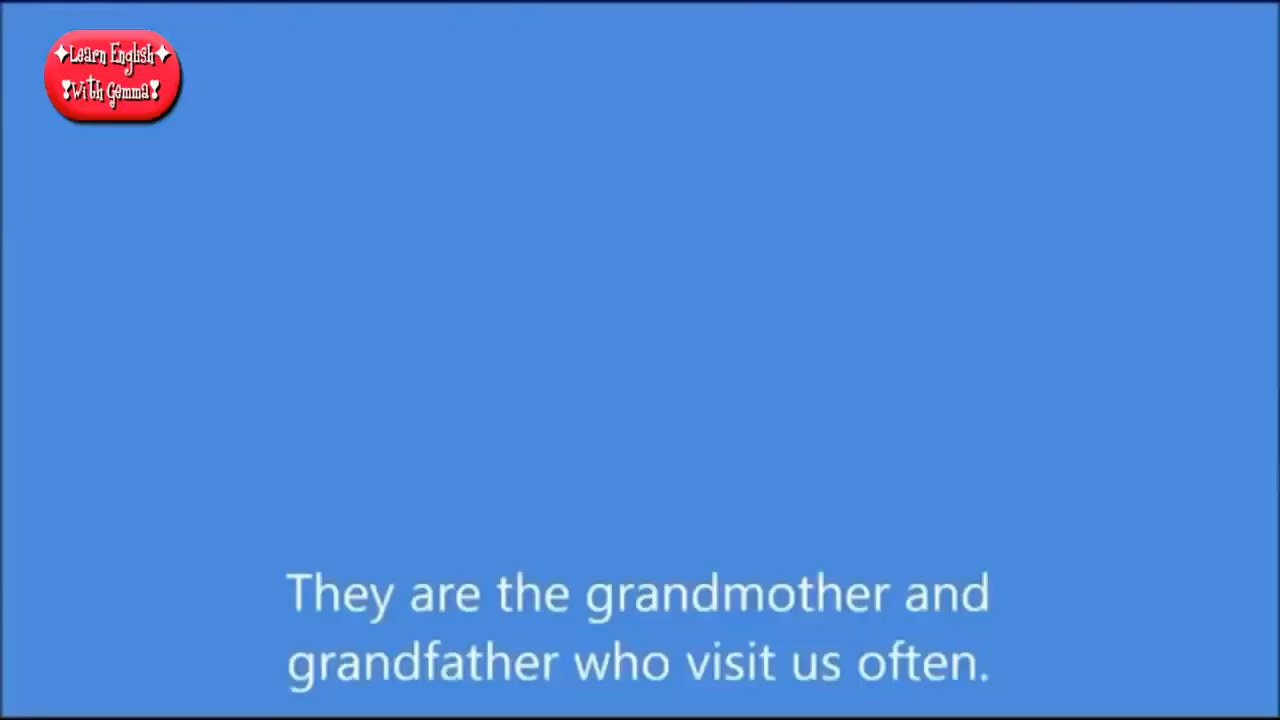 Learn English
With Gemma
They are the grandmother and
grandfather who visit us often.